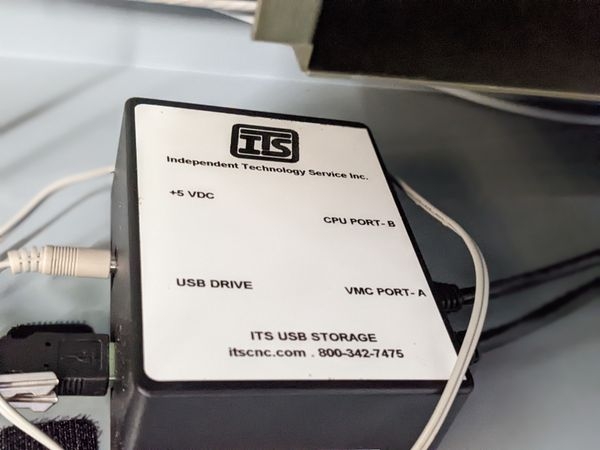 ITS
Independent Technology Service Inc.
+5 VDC
CPU PORT- B
USB DRIVE
VMC PORT- A
ITS USB STORAGE
itscnc.com . 800-342-7475